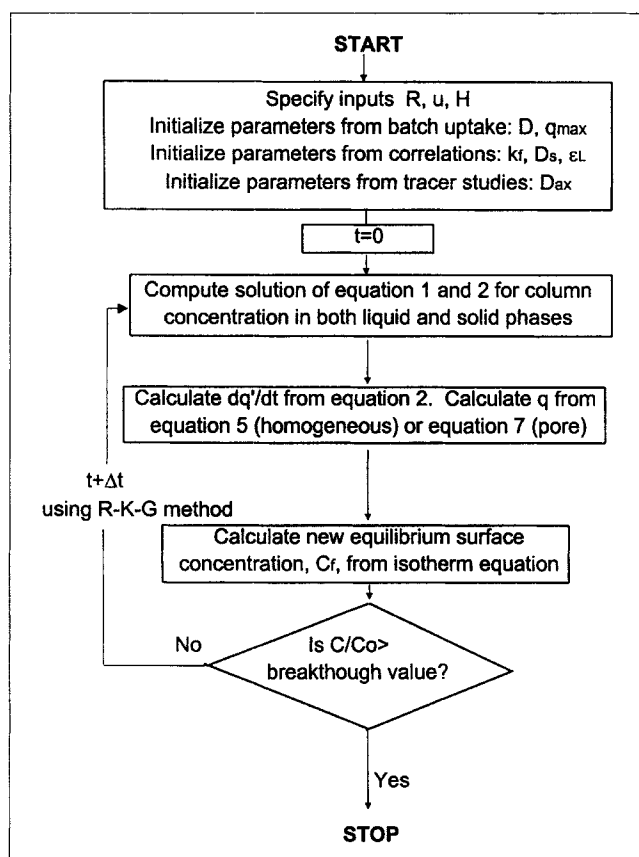 START
Specify inputs R, u, H
Initialize parameters from batch uptake: D, qmax
Initialize parameters from correlations: kf, Ds, εL
Initialize parameters from tracer studies: Dax
t=0
Compute solution of equation 1 and 2 for column
concentration in both liquid and solid phases
Calculate dq'/dt from equation 2. Calculate q from
equation 5 (homogeneous) or equation 7 (pore)
t+Δt
using R-K-G method
Calculate new equilibrium surface
concentration, Cf, from isotherm equation
No
Is C/Co>
breakthough value?
Yes
STOP